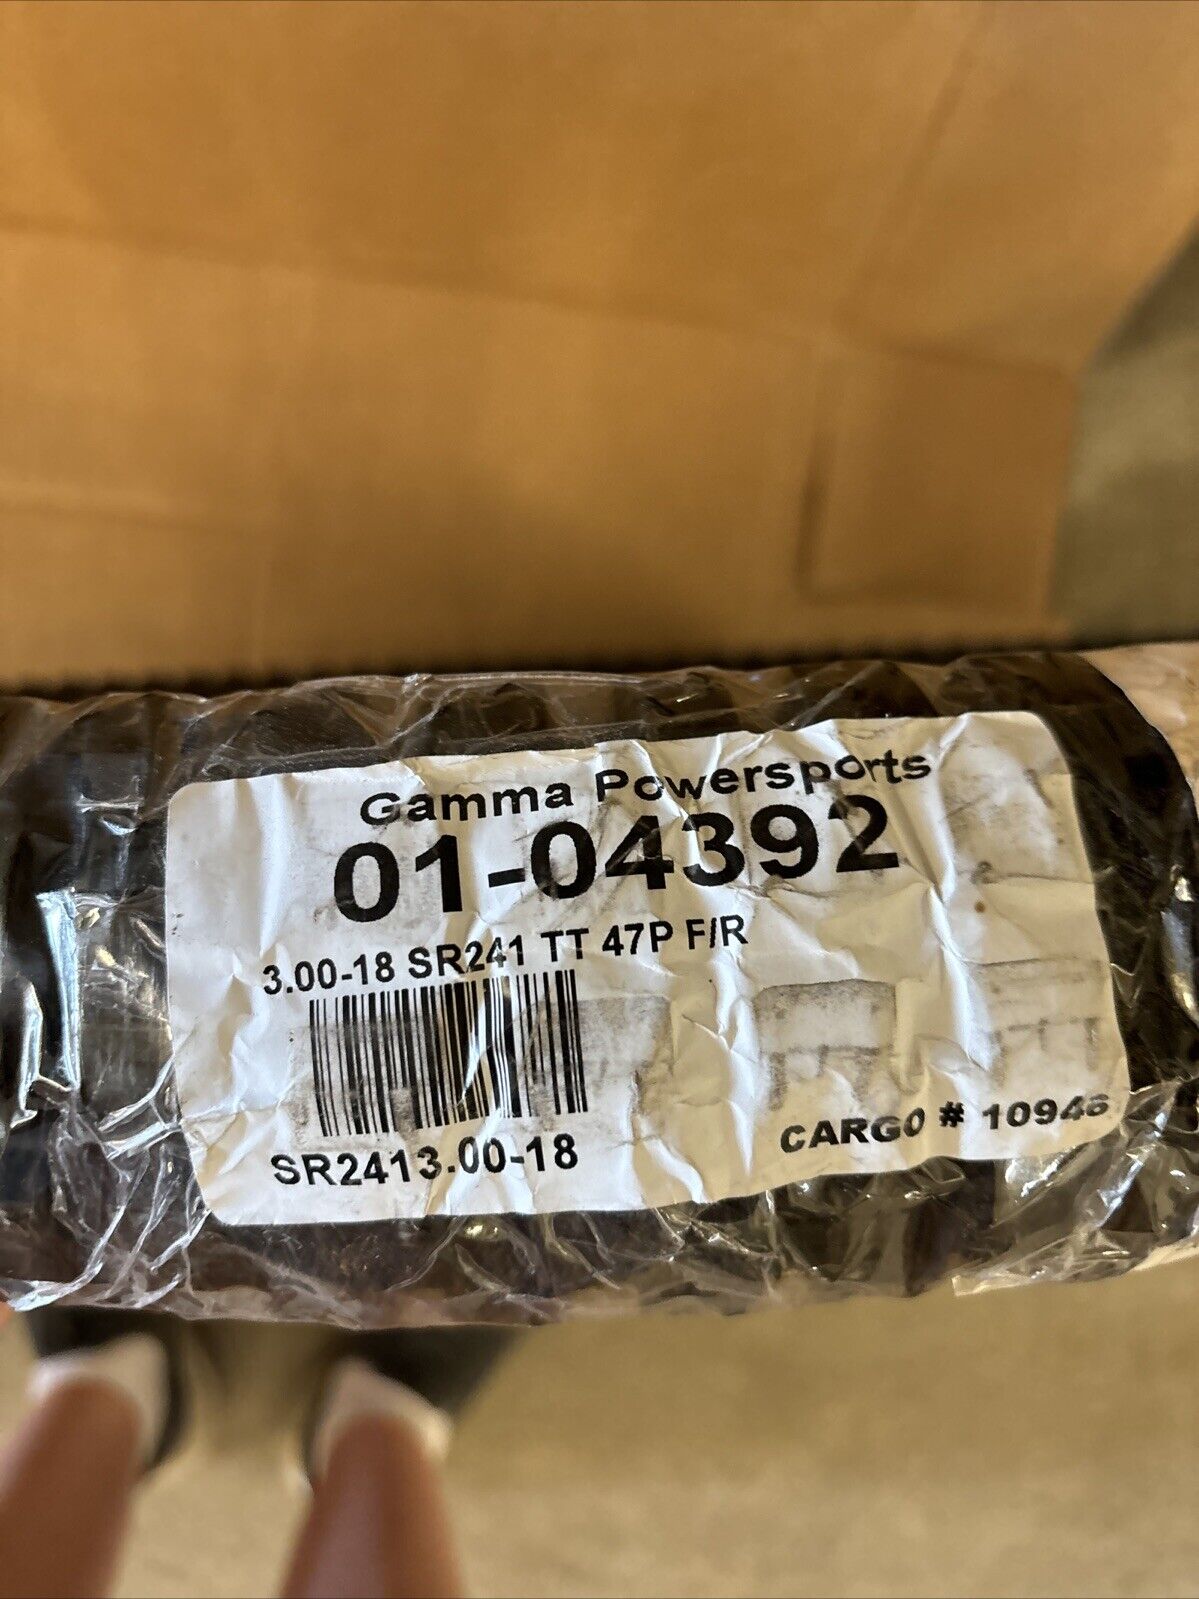 Gamma Powersports
01-04392
3.00-18 SR241 TT 47P F/R
SR2413.00-18
CARGO # 10946